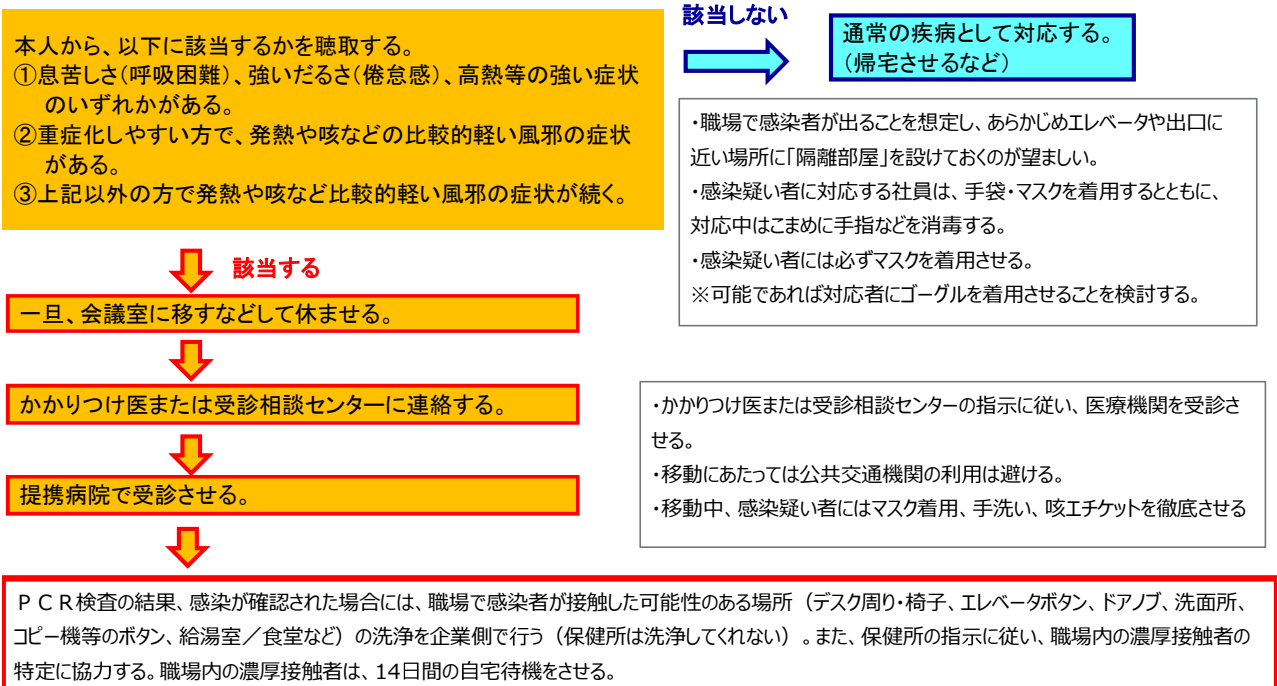 本人から、以下に該当するかを聴取する。
①息苦しさ(呼吸困難)、強いだるさ(倦怠感)、高熱等の強い症状
のいずれかがある。
②重症化しやすい方で、発熱や咳などの比較的軽い風邪の症状
がある。
③上記以外の方で発熱や咳など比較的軽い風邪の症状が続く。
該当しない
通常の疾病として対応する。
(帰宅させるなど)
・職場で感染者が出ることを想定し、あらかじめエレベータや出口に
近い場所に「隔離部屋」を設けておくのが望ましい。
・感染疑い者に対応する社員は、手袋・マスクを着用するとともに、
対応中はこまめに手指などを消毒する。
・感染疑い者には必ずマスクを着用させる。
※可能であれば対応者にゴーグルを着用させることを検討する。
該当する
一旦、会議室に移すなどして休ませる。
かかりつけ医または受診相談センターに連絡する。
・かかりつけ医または受診相談センターの指示に従い、医療機関を受診さ
せる。
・移動にあたっては公共交通機関の利用は避ける。
・移動中、感染疑い者にはマスク着用、手洗い、咳エチケットを徹底させる
提携病院で受診させる。
PCR検査の結果、感染が確認された場合には、職場で感染者が接触した可能性のある場所(デスク周り・椅子、エレベータボタン、ドアノブ、洗面所、
コピー機等のボタン、給湯室/食堂など)の洗浄を企業側で行う(保健所は洗浄してくれない)。また、保健所の指示に従い、職場内の濃厚接触者の
特定に協力する。職場内の濃厚接触者は、14日間の自宅待機をさせる。